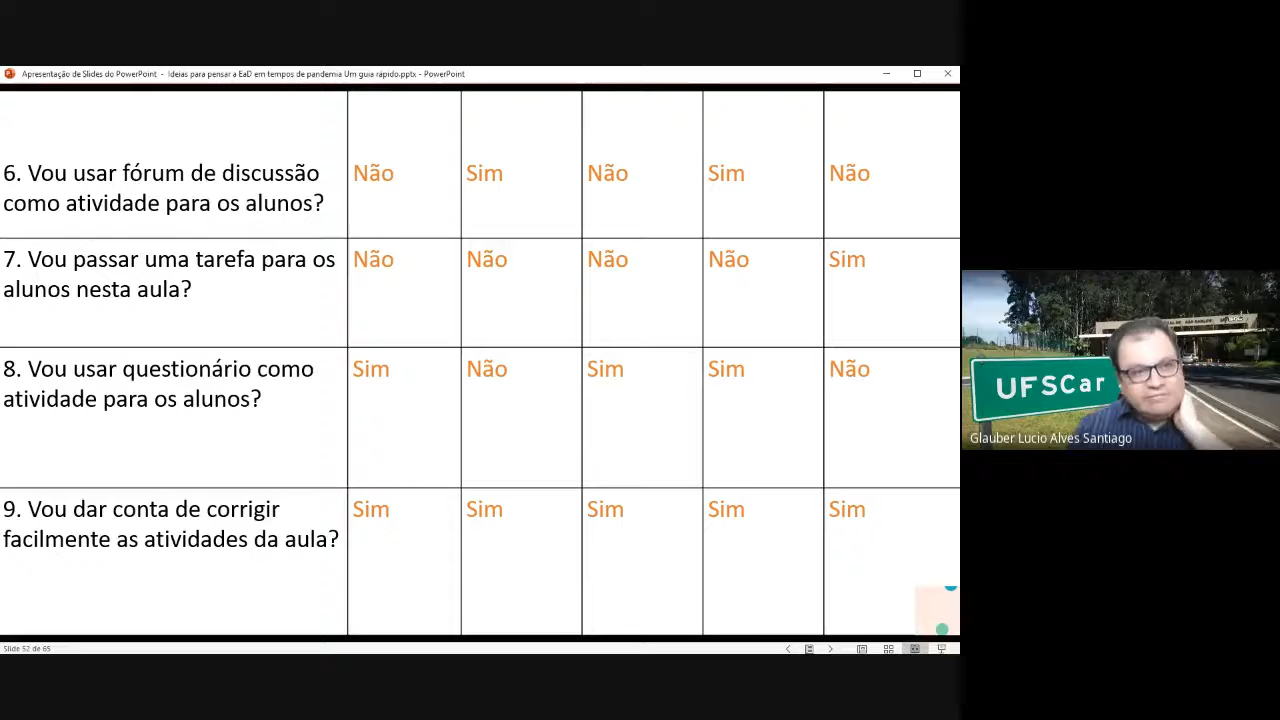 Apresentação de Slides do PowerPoint - Ideias para pensar a EaD em tempos de pandemia Um guia rápido.pptx - PowerPoint
6. Vou usar fórum de discussão
como atividade para os alunos?
Não
Sim
Não
Sim
Não
7. Vou passar uma tarefa para os
alunos nesta aula?
Não
Não
Não
Não
Sim
8. Vou usar questionário como
atividade para os alunos?
Sim
Não
Sim
Sim
Não
9. Vou dar conta de corrigir
facilmente as atividades da aula?
Sim
Sim
Sim
Sim
Sim
UFSCar
Glauber Lucio Alves Santiago
Slide 52 de 65